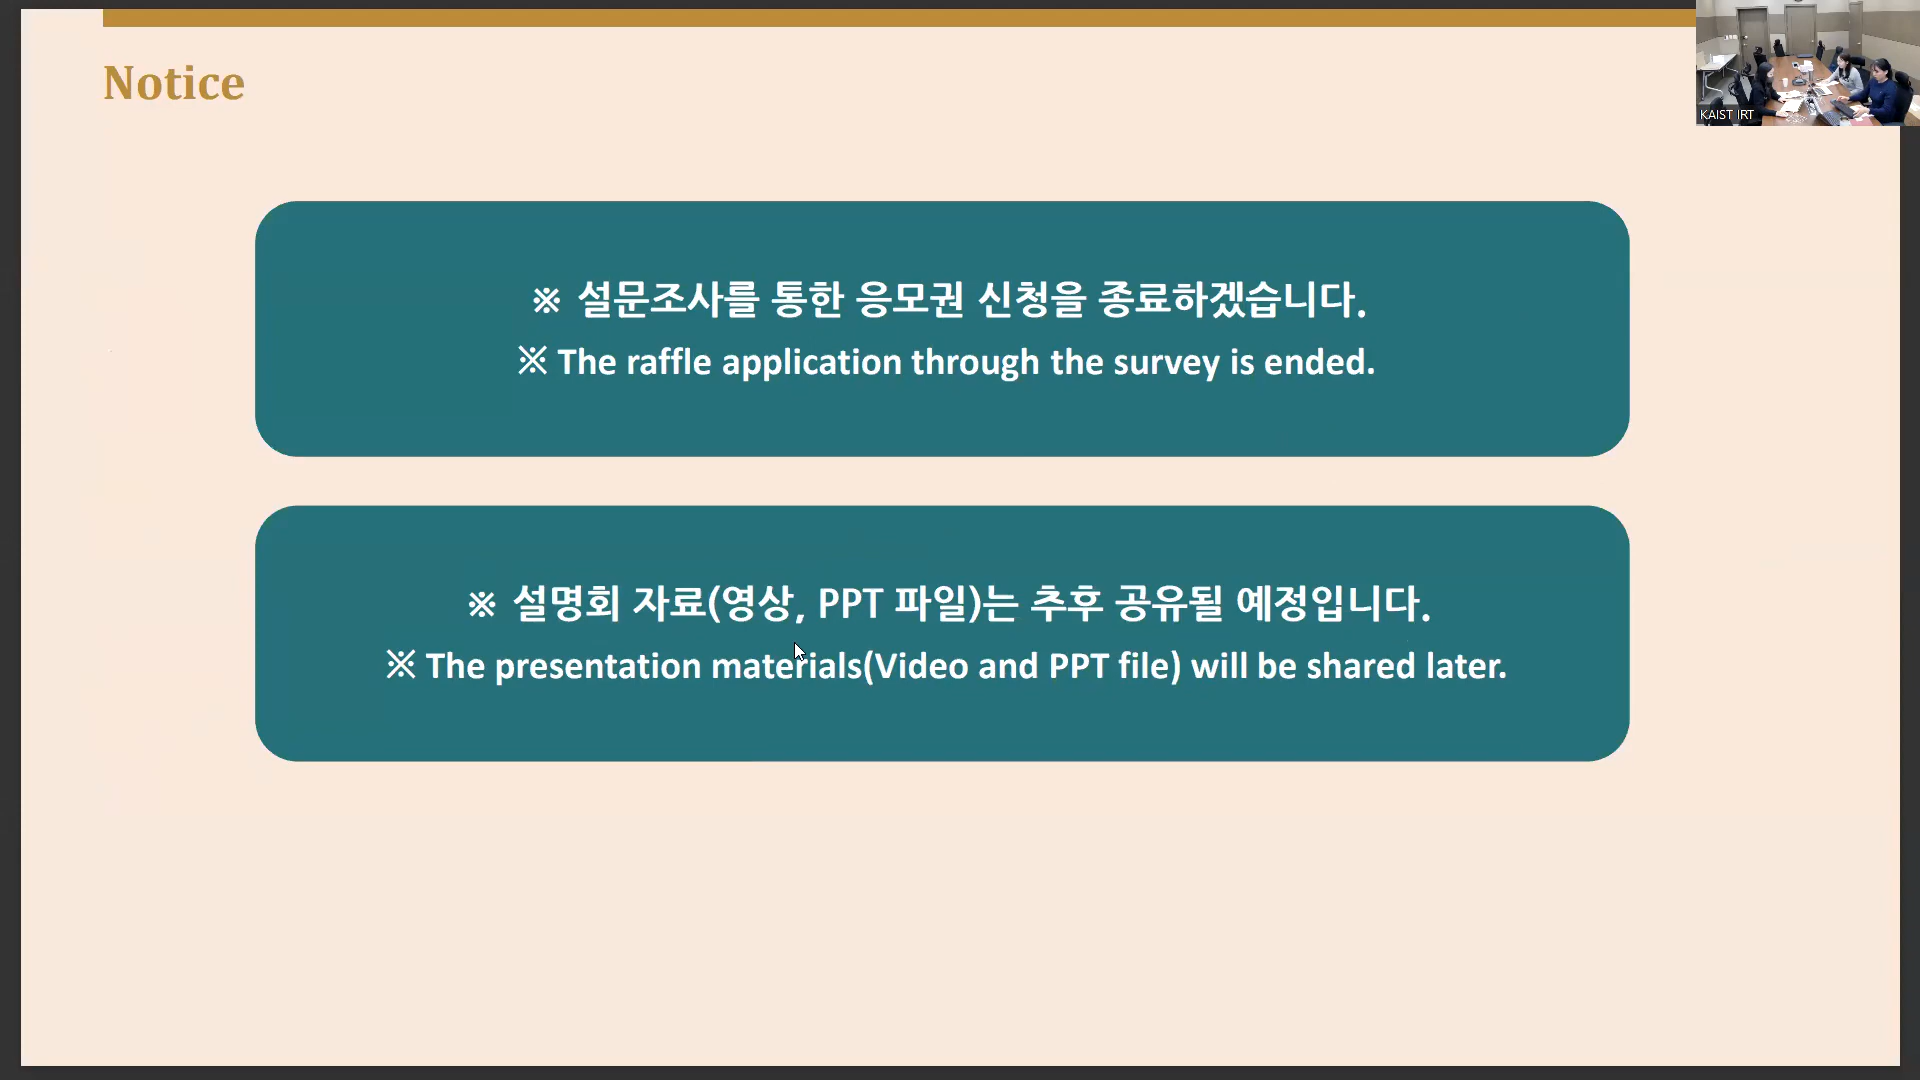 Notice
※ 설문조사를 통한 응모권 신청을 종료하겠습니다.
※ The raffle application through the survey is ended.
※ 설명회 자료(영상, PPT 파일)는 추후 공유될 예정입니다.
※ The presentation materials(Video and PPT file) will be shared later.
KAIST IRT